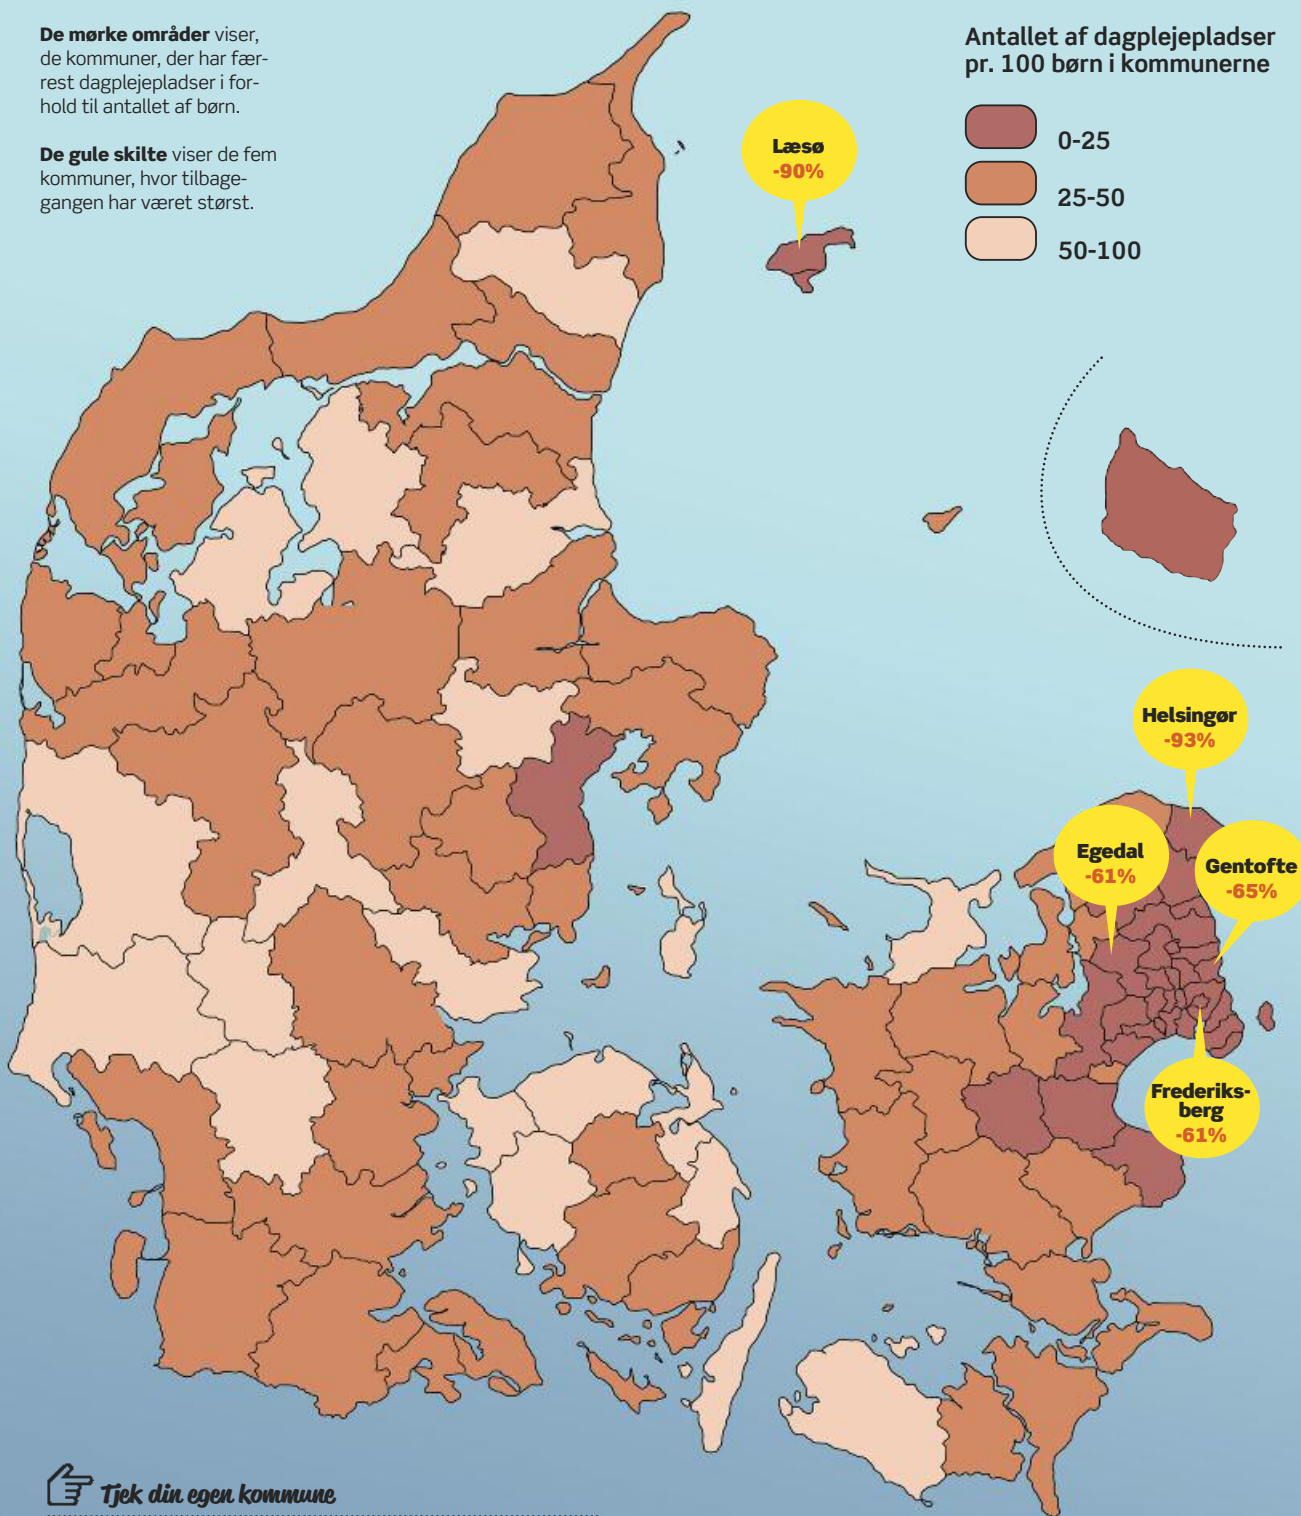 De mørke områder viser,
de kommuner, der har fær-
rest dagplejepladser i for-
hold til antallet af børn.
De gule skilte viser de fem
kommuner, hvor tilbage-
gangen har været størst.
Antallet af dagplejepladser
pr. 100 børn i kommunerne
0-25
25-50
50-100
Læsø
-90%
Helsingør
-93%
Egedal
-61%
Gentofte
-65%
Frederiks-
berg
-61%
Tjek din egen kommune